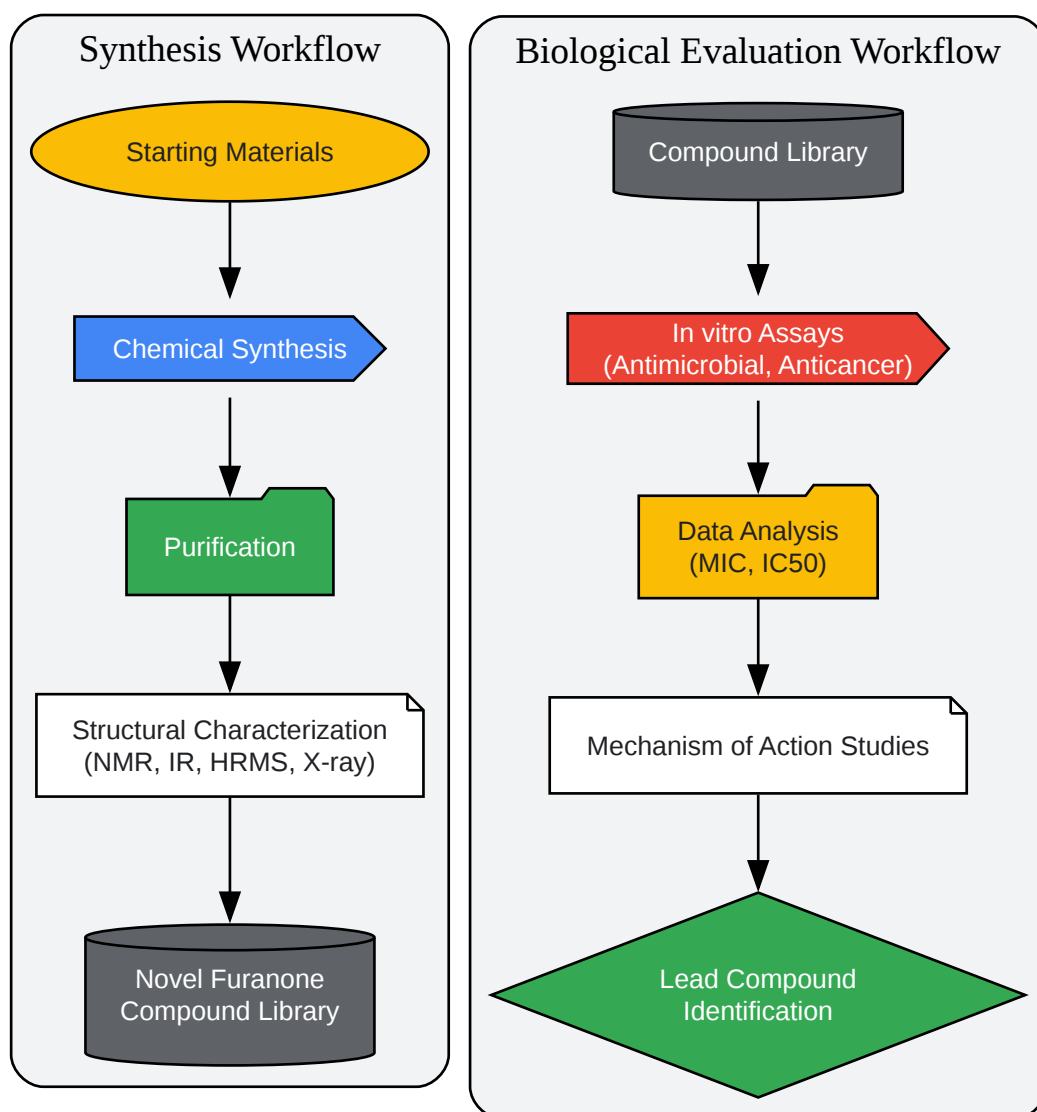 Synthesis Workflow
Starting Materials
Chemical Synthesis
Purification
Structural Characterization
(NMR, IR, HRMS, X-ray)
Novel Furanone
Compound Library
Biological Evaluation Workflow
Compound Library
In vitro Assays
(Antimicrobial, Anticancer)
Data Analysis
(MIC, IC50)
Mechanism of Action Studies
Lead Compound
Identification